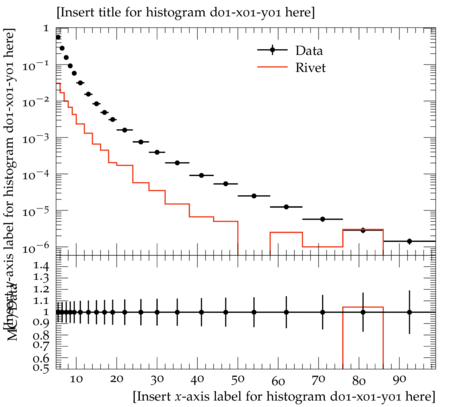 [Insert title for histogram d01-x01-y01 here]
[Insert y-axis label for histogram d01-x01-y01 here]
Data
Rivet
1
10⁻¹
10⁻²
10⁻³
10⁻⁴
10⁻⁵
10⁻⁶
MC/Data
1.4
1.3
1.2
1.1
1
0.9
0.8
0.7
0.6
0.5
10 20 30 40 50 60 70 80 90
[Insert x-axis label for histogram d01-x01-y01 here]